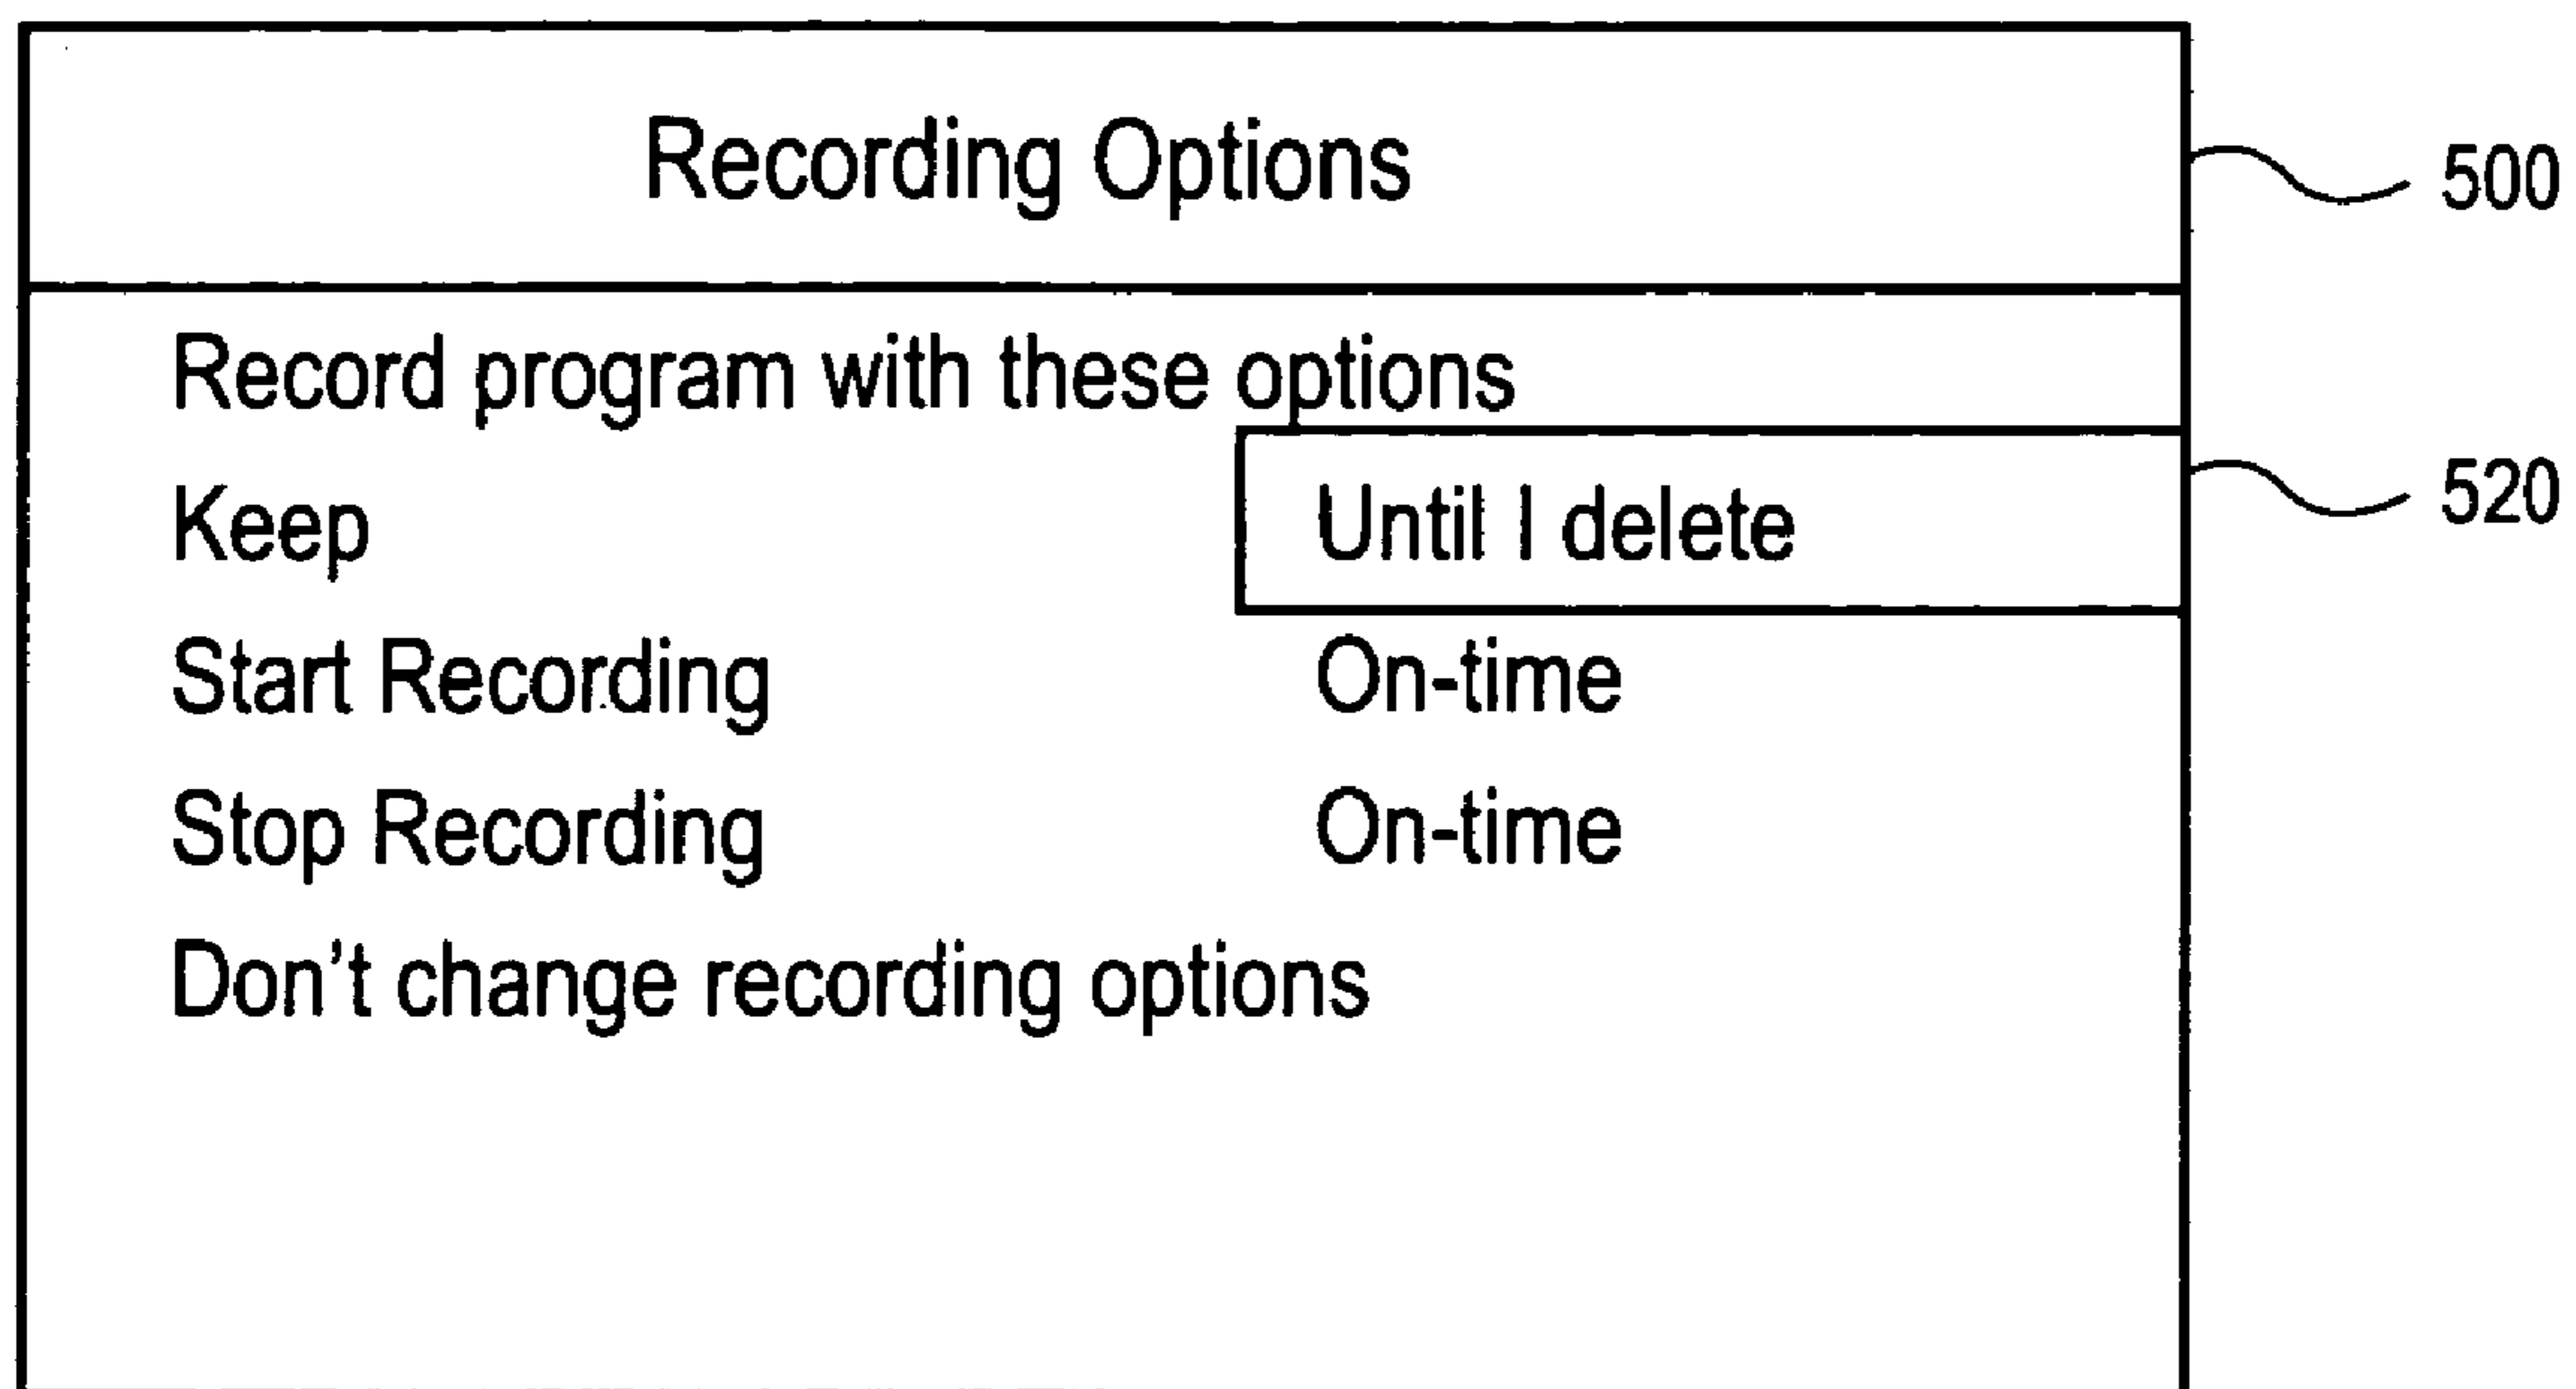 Recording Options
500
Record program with these options
Keep Until I delete
520
Start Recording On-time
Stop Recording On-time
Don't change recording options